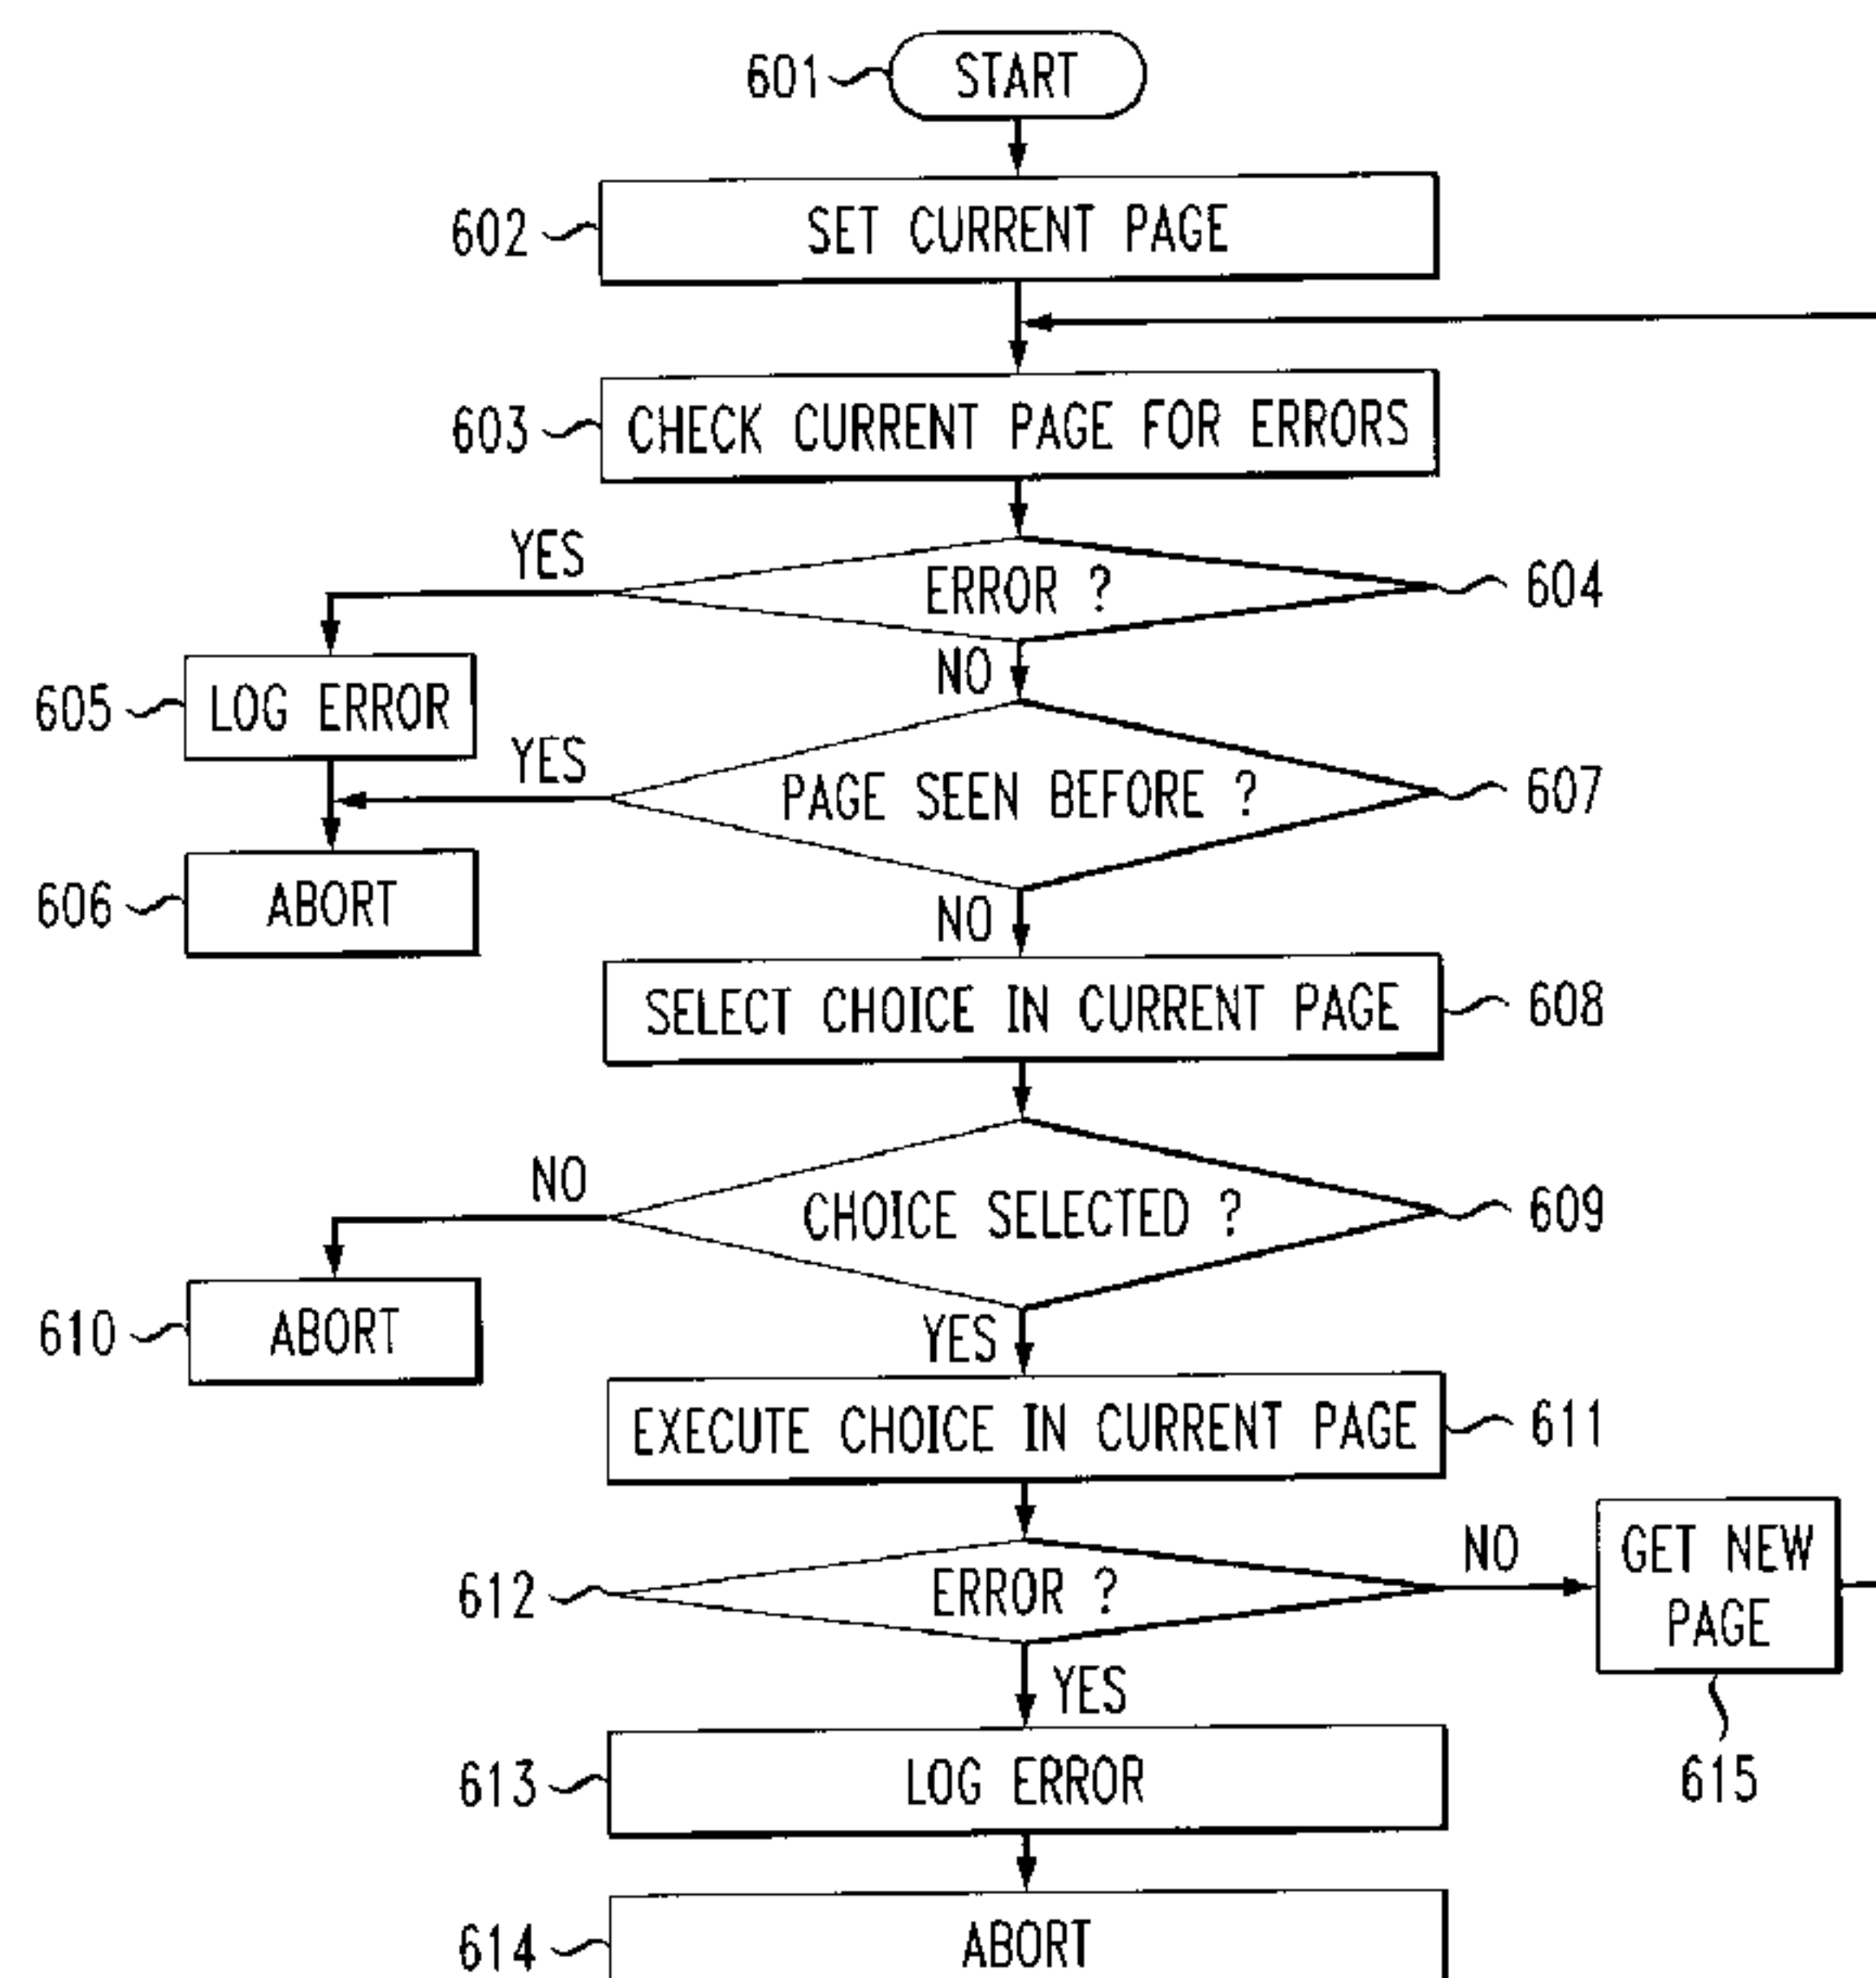 601 START
602 SET CURRENT PAGE
603 CHECK CURRENT PAGE FOR ERRORS
YES ERROR ? 604
NO
605 LOG ERROR
YES PAGE SEEN BEFORE ? 607
606 ABORT
NO
SELECT CHOICE IN CURRENT PAGE 608
NO CHOICE SELECTED ? 609
610 ABORT
YES
EXECUTE CHOICE IN CURRENT PAGE 611
612 ERROR ? NO GET NEW
PAGE
YES
613 LOG ERROR 615
614 ABORT